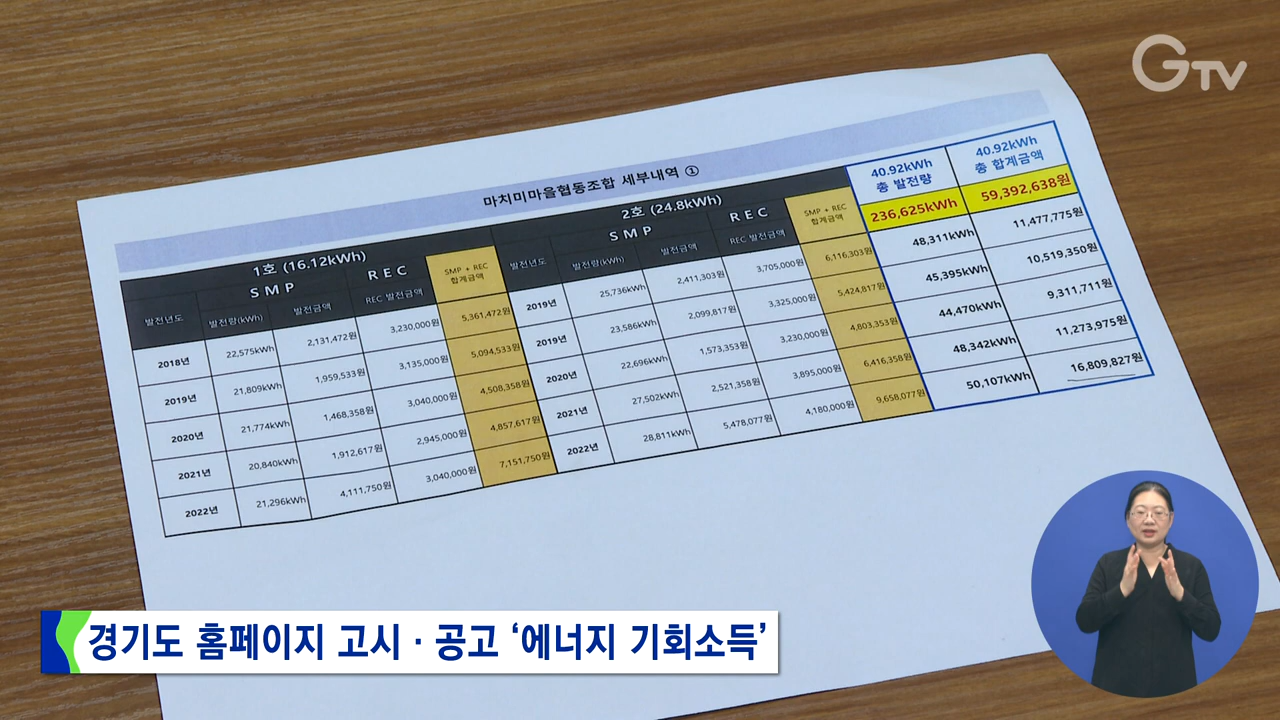 GTV
마치미마을협동조합 세부내역 ①
1호 (16.12kWh) 2호 (24.8kWh) 40.92kWh 총 발전량 40.92kWh 총 합계금액
발전년도 SMP REC SMP + REC 합계금액 발전년도 SMP REC SMP + REC 합계금액 236,625kWh 59,392,638원
발전량(kWh) 발전금액 REC 발전금액 발전량(kWh) 발전금액 REC 발전금액
2018년 22,575kWh 2,131,472원 3,230,000원 5,361,472원 2019년 25,736kWh 2,411,303원 3,705,000원 6,116,303원 48,311kWh 11,477,775원
2019년 21,809kWh 1,959,533원 3,135,000원 5,094,533원 2019년 23,586kWh 2,099,817원 3,325,000원 5,424,817원 45,395kWh 10,519,350원
2020년 21,774kWh 1,468,358원 3,040,000원 4,508,358원 2020년 22,696kWh 1,573,353원 3,230,000원 4,803,353원 44,470kWh 9,311,711원
2021년 20,840kWh 1,912,617원 2,945,000원 4,857,617원 2021년 27,502kWh 2,521,358원 3,895,000원 6,416,358원 48,342kWh 11,273,975원
2022년 21,296kWh 4,111,750원 3,040,000원 7,151,750원 2022년 28,811kWh 5,478,077원 4,180,000원 9,658,077원 50,107kWh 16,809,827원
경기도 홈페이지 고시 · 공고 ‘에너지 기회소득’